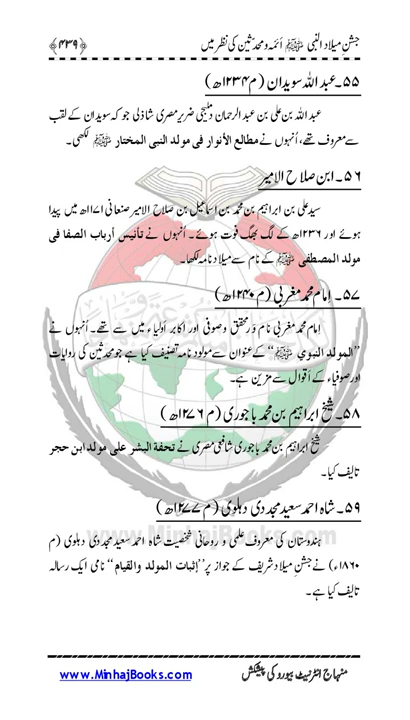 جشنِ میلاد النبی ﷺ اَئمہ و محدثین کی نظر میں
﴿۴۳۹﴾
۵۵۔ عبد اللہ سویدان (م ۱۲۳۴ھ)
عبد اللہ بن علی بن عبد الرحمان دملیجی ضریر مصری شاذلی جو کہ سویدان کے لقب
سے معروف تھے، اُنہوں نے مطالع الأنوار فی مولد النبی المختار ﷺ لکھی۔
۵۶۔ ابن صلاح الامیر
سید علی بن ابراہیم بن محمد بن اسماعیل بن صلاح الامیر صنعانی ۱۱۷۱ھ میں پیدا
ہوئے اور ۱۲۳۶ھ کے لگ بھگ فوت ہوئے۔ اُنہوں نے تأنیس أرباب الصفا فی
مولد المصطفی ﷺ کے نام سے میلاد نامہ لکھا۔
۵۷۔ اِمام محمد مغربی (م ۱۲۴۰ھ)
اِمام محمد مغربی نام وَر محقق و صوفی اور اکابر اَولیاء میں سے تھے۔ اُنہوں نے
’’المولد النبوي ﷺ‘‘ کے عنوان سے مولود نامہ تصنیف کیا ہے جو محدثین کی روایات
اور صوفیاء کے اَقوال سے مزین ہے۔
۵۸۔ شیخ ابراہیم بن محمد باجوری (م ۱۲۷۶ھ)
شیخ ابراہیم بن محمد باجوری شافعی مصری نے تحفة البشر علی مولد ابن حجر
تالیف کیا۔
۵۹۔ شاہ احمد سعید مجددی دہلوی (م ۱۲۷۷ھ)
ہندوستان کی معروف علمی و روحانی شخصیت شاہ احمد سعید مجددی دہلوی (م
۱۸۶۰ء) نے جشنِ میلاد شریف کے جواز پر ’’إثبات المولد والقیام‘‘ نامی ایک رسالہ
تالیف کیا ہے۔
www.MinhajBooks.com
منہاج انٹرنیٹ بیورو کی پیشکش
www.MinhajBooks.com